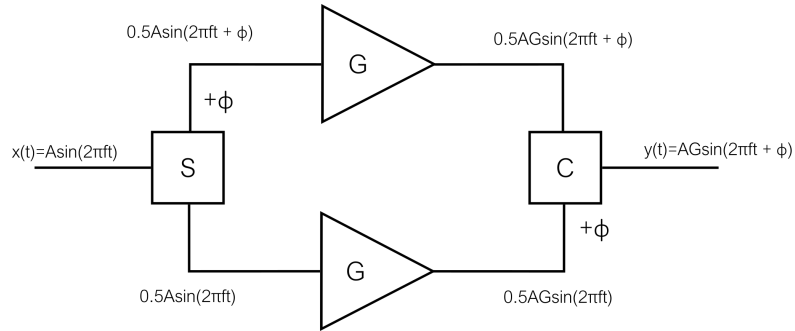 0.5Asin(2πft + ϕ)
0.5AGsin(2πft + ϕ)
G
+ϕ
x(t)=Asin(2πft)
S
C
y(t)=AGsin(2πft + ϕ)
+ϕ
G
0.5Asin(2πft)
0.5AGsin(2πft)